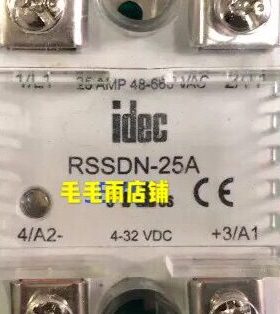 1/L1 25 AMP 48-660 VAC 2/T1
idec
RSSDN-25A
毛毛雨店铺
CE
4/A2- 4-32 VDC +3/A1